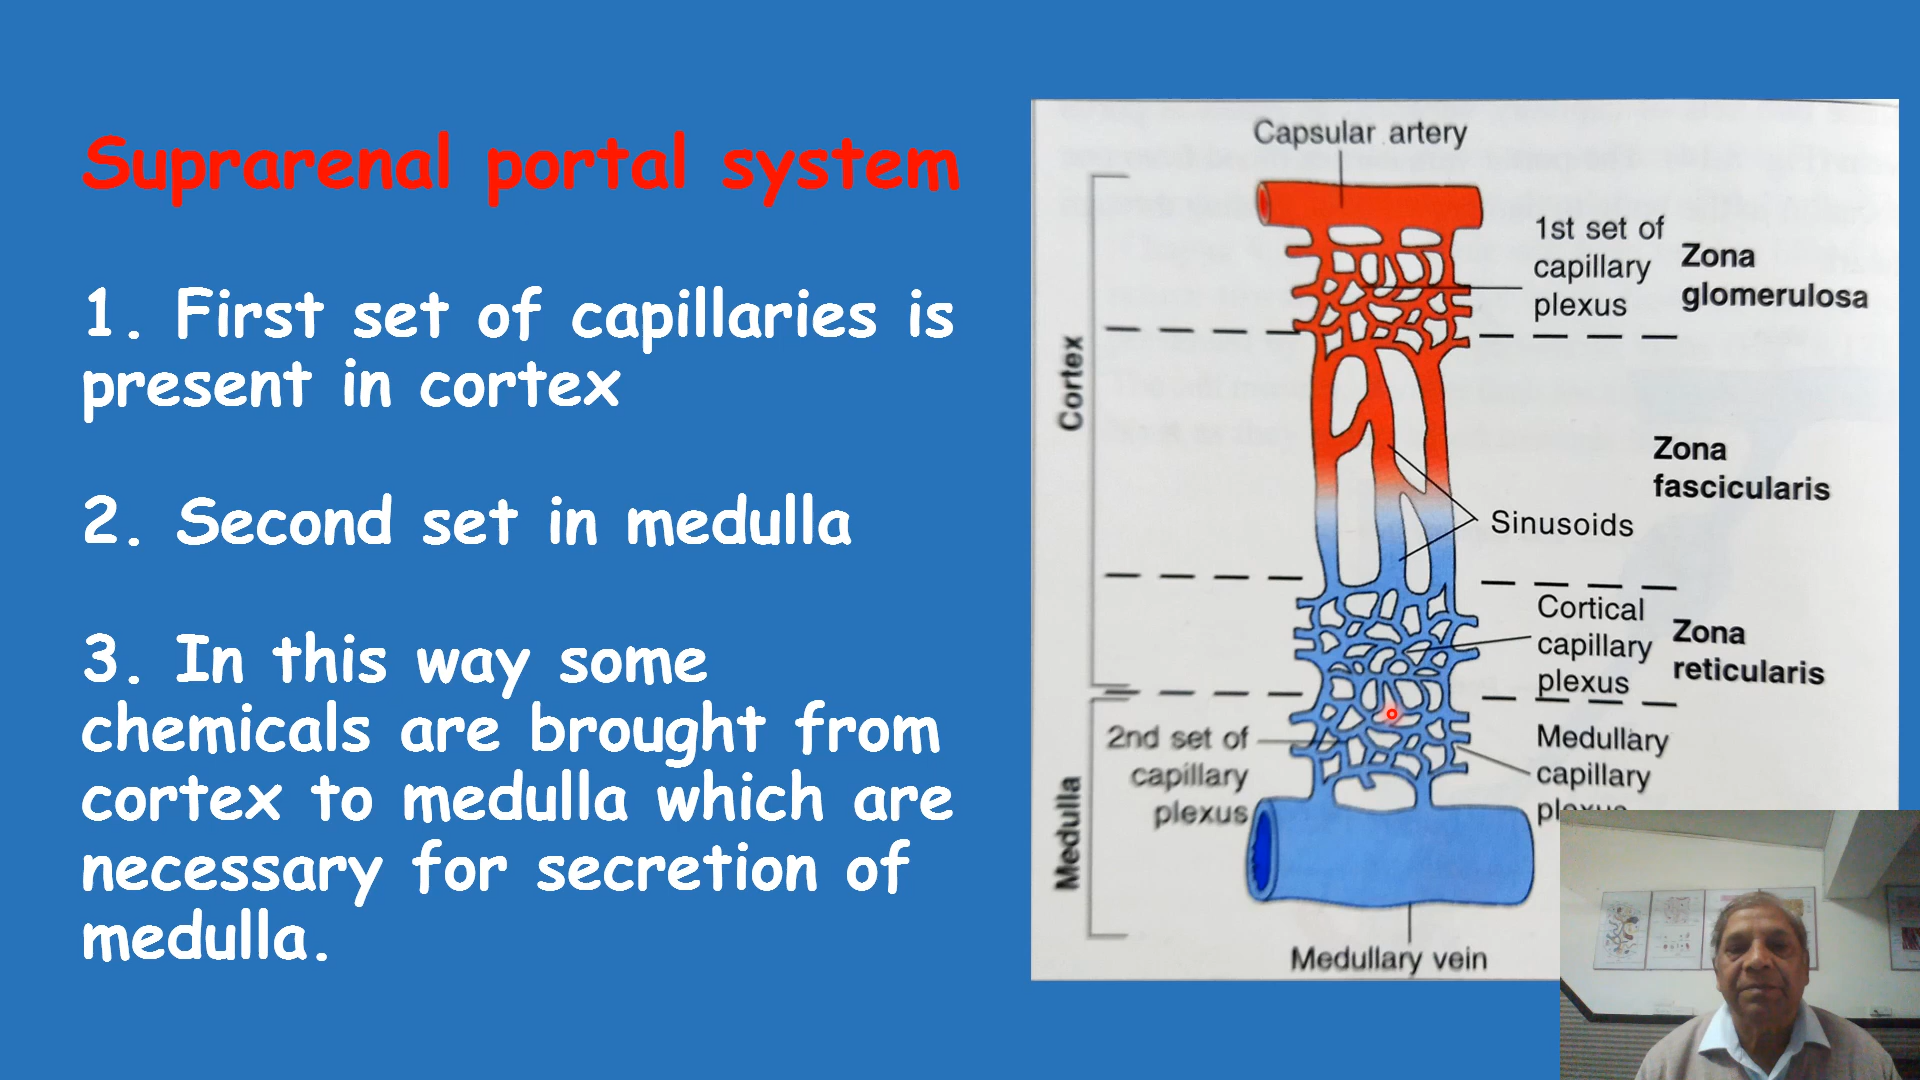 Suprarenal portal system
1. First set of capillaries is
present in cortex
2. Second set in medulla
3. In this way some
chemicals are brought from
cortex to medulla which are
necessary for secretion of
medulla.
Capsular artery
1st set of
capillary
plexus
Zona
glomerulosa
Cortex
Zona
fascicularis
Sinusoids
Cortical
capillary
plexus
Zona
reticularis
2nd set of
capillary
plexus
Medullary
capillary
plexus
Medulla
Medullary vein